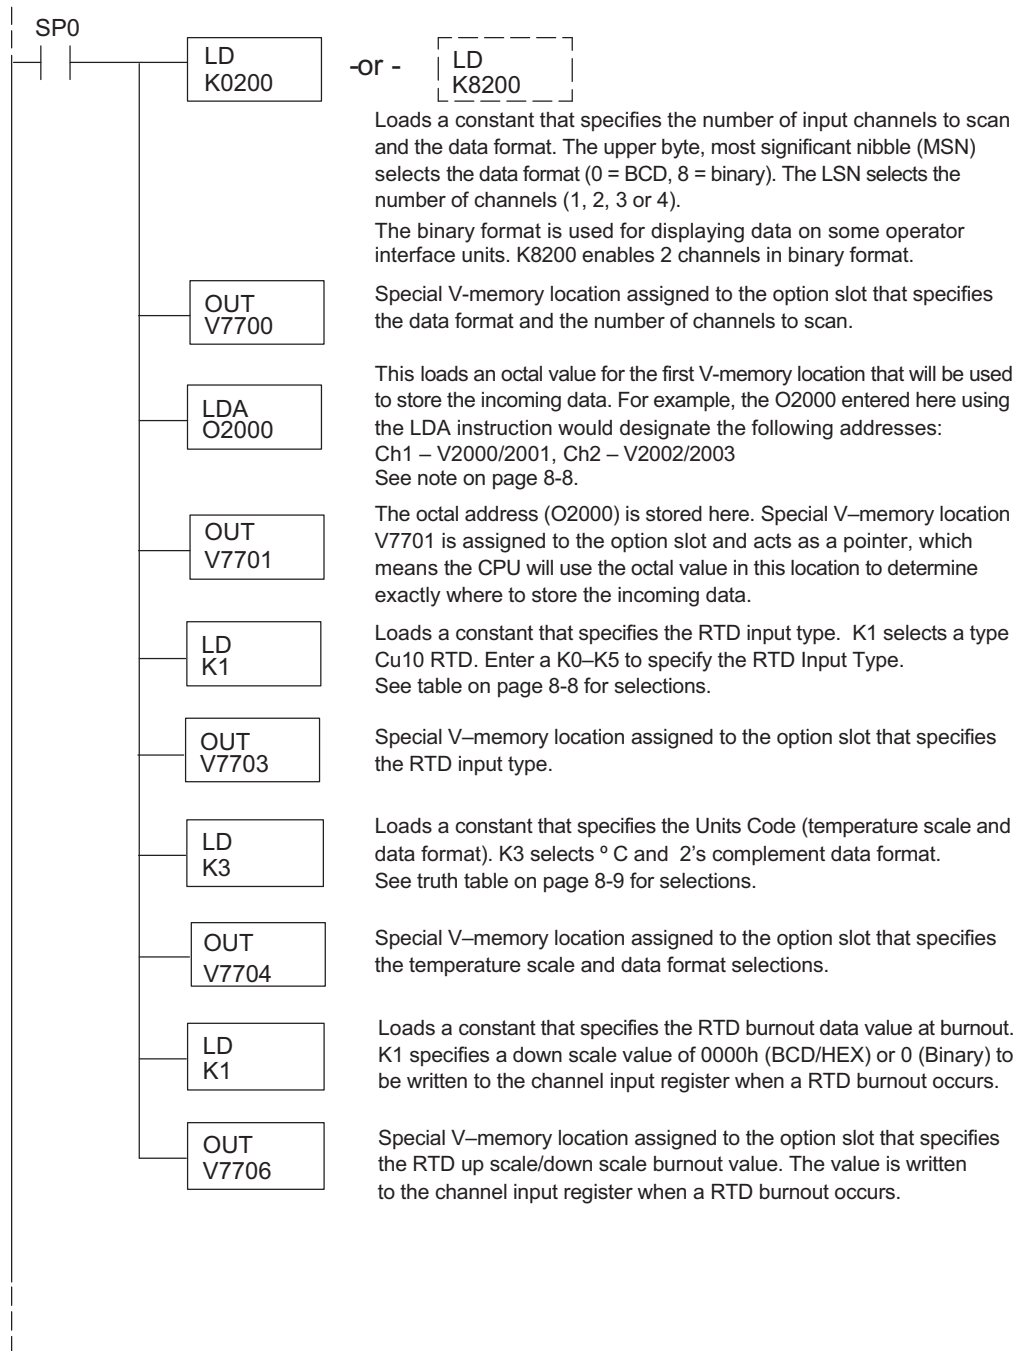 SP0
LD
K0200
-or -
LD
K8200
Loads a constant that specifies the number of input channels to scan
and the data format. The upper byte, most significant nibble (MSN)
selects the data format (0 = BCD, 8 = binary). The LSN selects the
number of channels (1, 2, 3 or 4).
The binary format is used for displaying data on some operator
interface units. K8200 enables 2 channels in binary format.
OUT
V7700
Special V-memory location assigned to the option slot that specifies
the data format and the number of channels to scan.
LDA
O2000
This loads an octal value for the first V-memory location that will be used
to store the incoming data. For example, the O2000 entered here using
the LDA instruction would designate the following addresses:
Ch1 – V2000/2001, Ch2 – V2002/2003
See note on page 8-8.
OUT
V7701
The octal address (O2000) is stored here. Special V–memory location
V7701 is assigned to the option slot and acts as a pointer, which
means the CPU will use the octal value in this location to determine
exactly where to store the incoming data.
LD
K1
Loads a constant that specifies the RTD input type. K1 selects a type
Cu10 RTD. Enter a K0–K5 to specify the RTD Input Type.
See table on page 8-8 for selections.
OUT
V7703
Special V–memory location assigned to the option slot that specifies
the RTD input type.
LD
K3
Loads a constant that specifies the Units Code (temperature scale and
data format). K3 selects º C and 2's complement data format.
See truth table on page 8-9 for selections.
OUT
V7704
Special V–memory location assigned to the option slot that specifies
the temperature scale and data format selections.
LD
K1
Loads a constant that specifies the RTD burnout data value at burnout.
K1 specifies a down scale value of 0000h (BCD/HEX) or 0 (Binary) to
be written to the channel input register when a RTD burnout occurs.
OUT
V7706
Special V–memory location assigned to the option slot that specifies
the RTD up scale/down scale burnout value. The value is written
to the channel input register when a RTD burnout occurs.